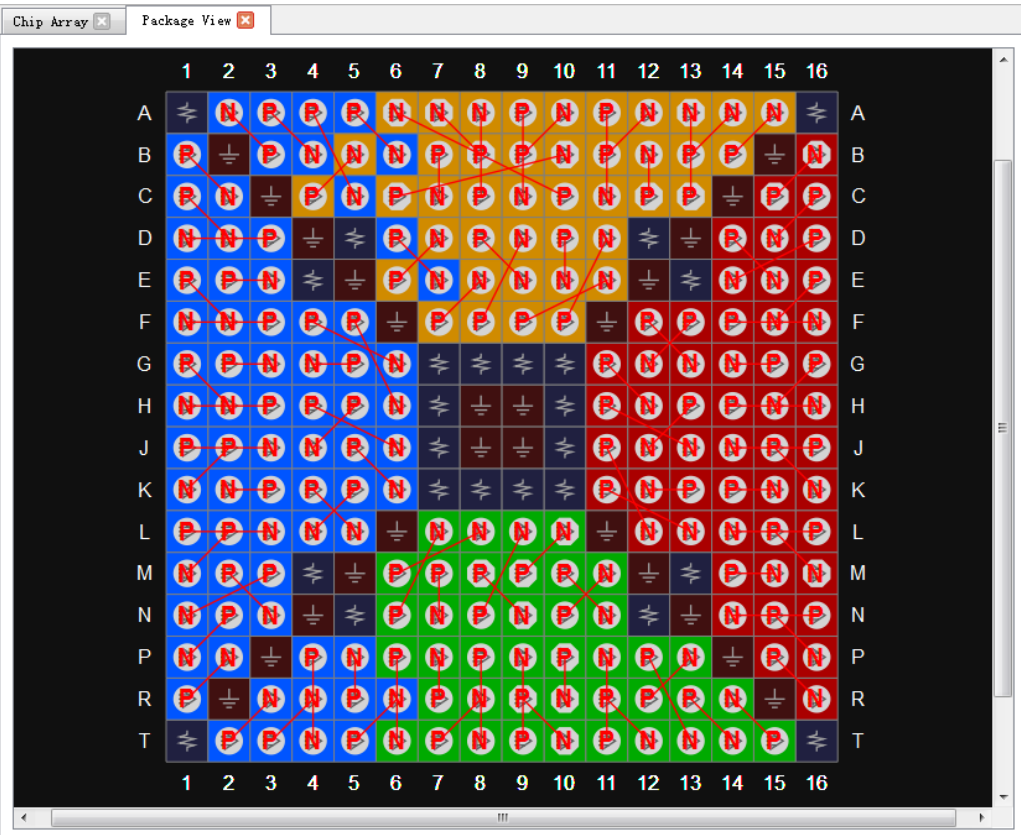 Chip Array
Package View
1 2 3 4 5 6 7 8 9 10 11 12 13 14 15 16
A N P P P N N N P N P N N N N A
B P P N N N P P P N P N P P N B
C P N P N P N P N P N P P P P C
D N N P P N P N P N P N P D
E P P N P N N N N N N N P E
F N N P P P P P P P P P P N N F
G P P N N P N P N N N P P G
H N N P P P N P N P P N N H
J P P N N P N P N N N P P J
K N N P P P N P N P P N N K
L P P N N N N N N N N N N P P L
M N P P P P P P P N P N N M
N N P N P N P N P N N P P N
P N N P N P N P N P N P N P N P
R P N N P N P N P N N P P N N R
T P P N P N P N P N P N N N P T
1 2 3 4 5 6 7 8 9 10 11 12 13 14 15 16